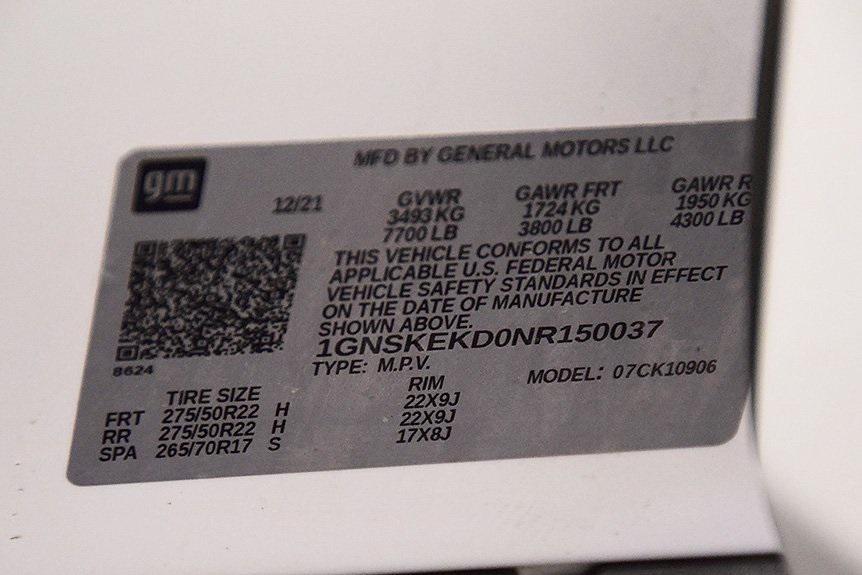 MFD BY GENERAL MOTORS LLC
gm
12/21
GVWR
3493 KG
7700 LB
GAWR FRT
1724 KG
3800 LB
GAWR R
1950 KG
4300 LB
THIS VEHICLE CONFORMS TO ALL
APPLICABLE U.S. FEDERAL MOTOR
VEHICLE SAFETY STANDARDS IN EFFECT
ON THE DATE OF MANUFACTURE
SHOWN ABOVE.
1GNSKEKD0NR150037
TYPE: M.P.V.
MODEL: 07CK10906
8624
TIRE SIZE RIM
FRT 275/50R22 H 22X9J
RR 275/50R22 H 22X9J
SPA 265/70R17 S 17X8J